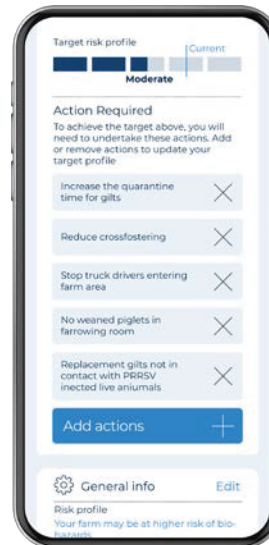 Target risk profile
Current
Moderate
Action Required
To achieve the target above, you will
need to undertake these actions. Add
or remove actions to update your
target profile
Increase the quarantine
time for gilts
Reduce crossfostering
Stop truck drivers entering
farm area
No weaned piglets in
farrowing room
Replacement gilts not in
contact with PRRSV
inected live aniumals
Add actions
General info
Edit
Risk profile
Your farm may be at higher risk of bio-
hazards